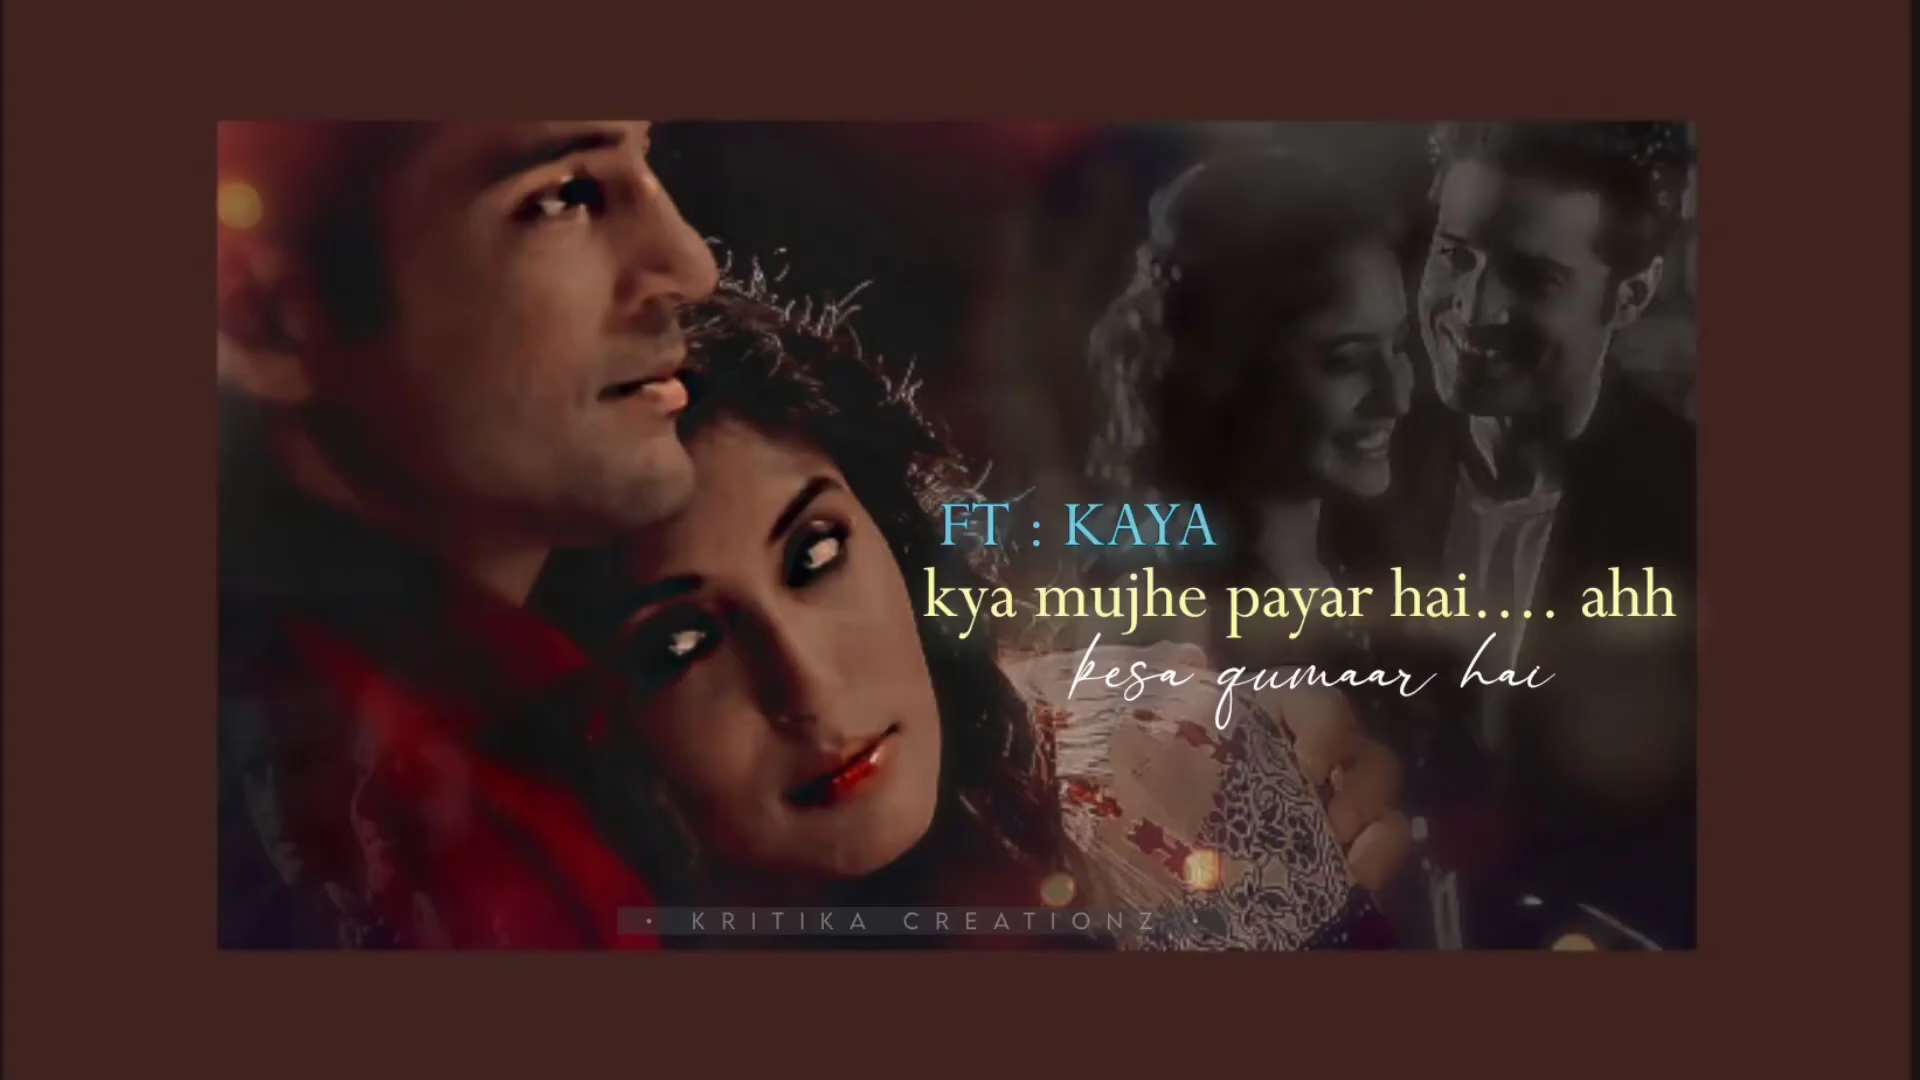 FT : KAYA
kya mujhe payar hai.... ahh
kesa qumaar hai
• KRITIKA CREATIONZ •